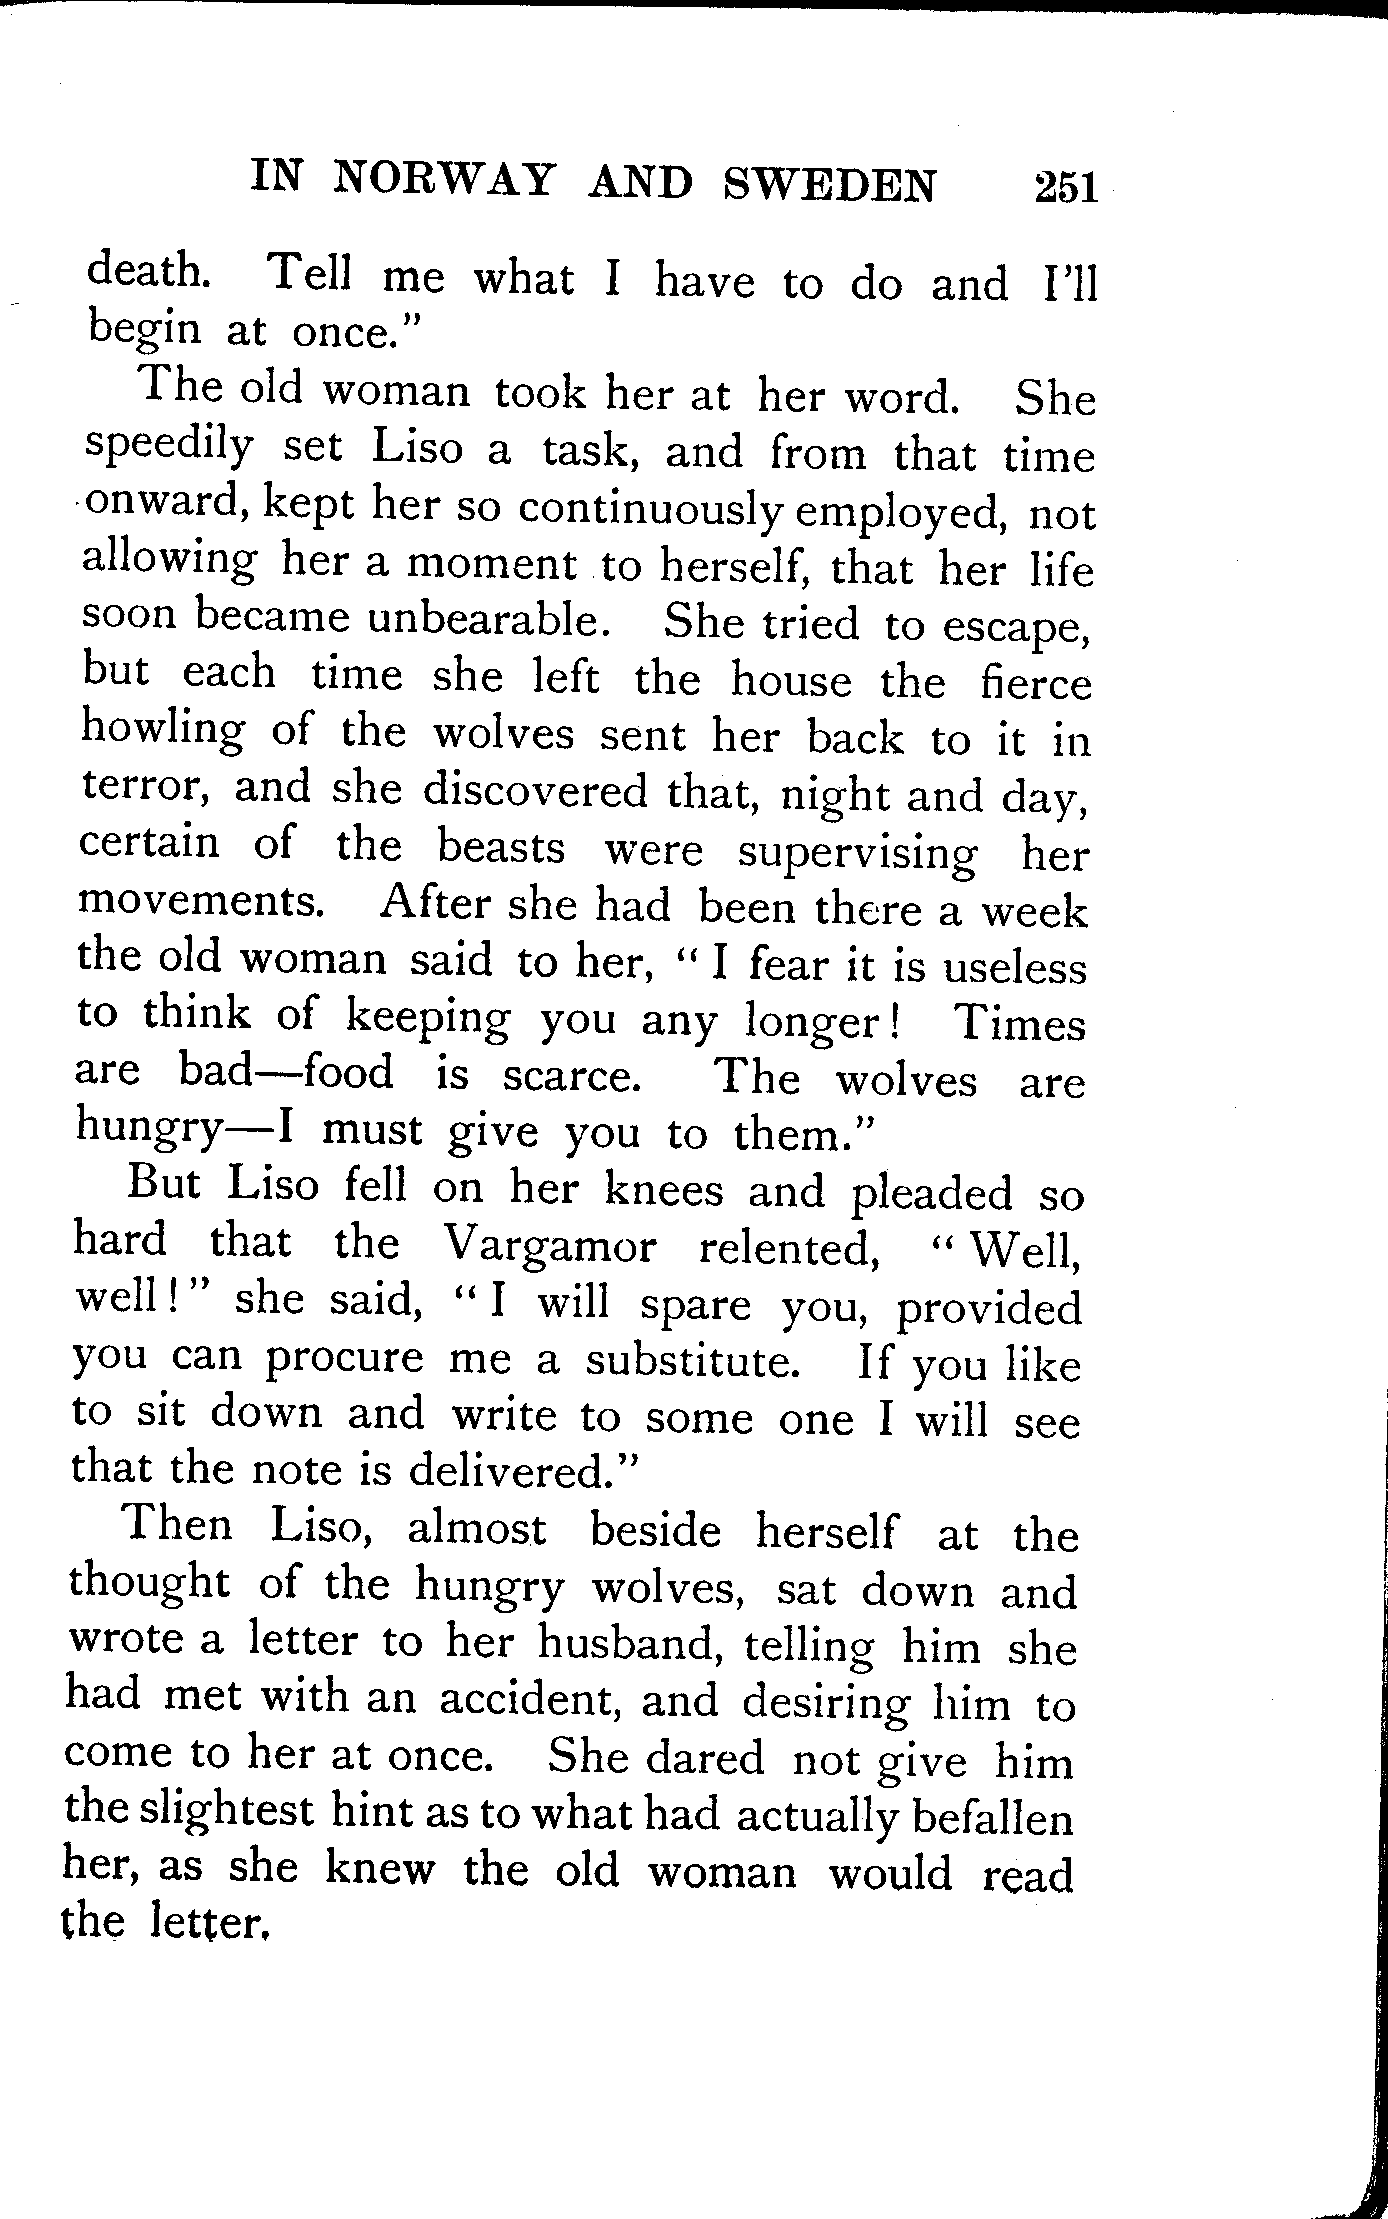 IN NORWAY AND SWEDEN 251
death. Tell me what I have to do and I'll
begin at once."
The old woman took her at her word. She
speedily set Liso a task, and from that time
onward, kept her so continuously employed, not
allowing her a moment to herself, that her life
soon became unbearable. She tried to escape,
but each time she left the house the fierce
howling of the wolves sent her back to it in
terror, and she discovered that, night and day,
certain of the beasts were supervising her
movements. After she had been there a week
the old woman said to her, "I fear it is useless
to think of keeping you any longer! Times
are bad—food is scarce. The wolves are
hungry—I must give you to them."
But Liso fell on her knees and pleaded so
hard that the Vargamor relented, "Well,
well!" she said, "I will spare you, provided
you can procure me a substitute. If you like
to sit down and write to some one I will see
that the note is delivered."
Then Liso, almost beside herself at the
thought of the hungry wolves, sat down and
wrote a letter to her husband, telling him she
had met with an accident, and desiring him to
come to her at once. She dared not give him
the slightest hint as to what had actually befallen
her, as she knew the old woman would read
the letter.